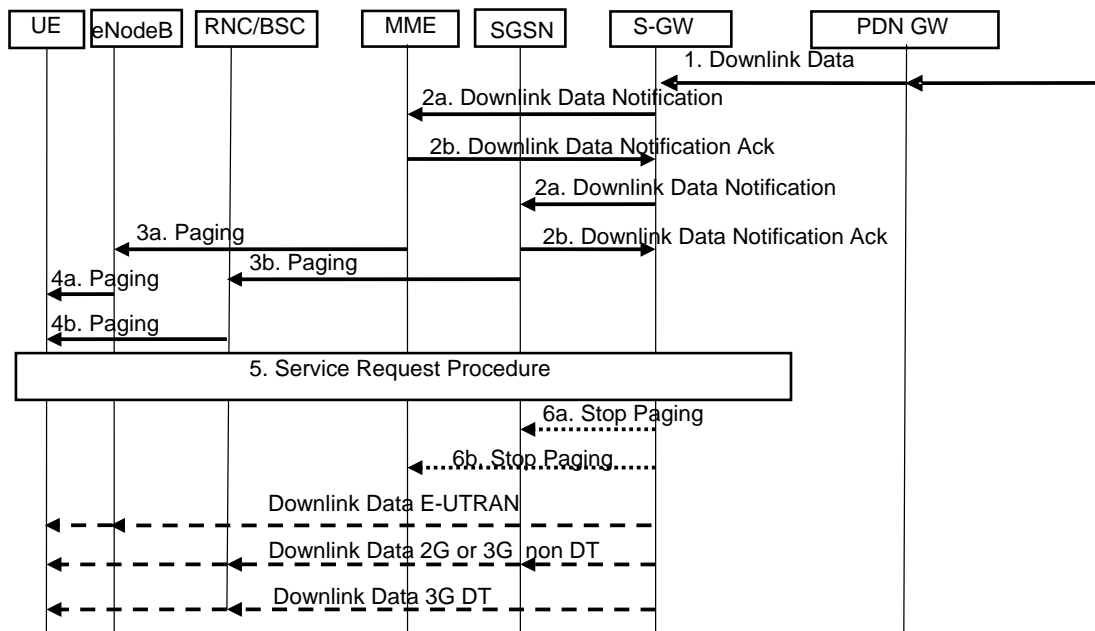 UE
eNodeB
RNC/BSC
MME
SGSN
S-GW
PDN GW
1. Downlink Data
2a. Downlink Data Notification
2b. Downlink Data Notification Ack
2a. Downlink Data Notification
3a. Paging
2b. Downlink Data Notification Ack
3b. Paging
4a. Paging
4b. Paging
5. Service Request Procedure
6a. Stop Paging
6b. Stop Paging
Downlink Data E-UTRAN
Downlink Data 2G or 3G non DT
Downlink Data 3G DT